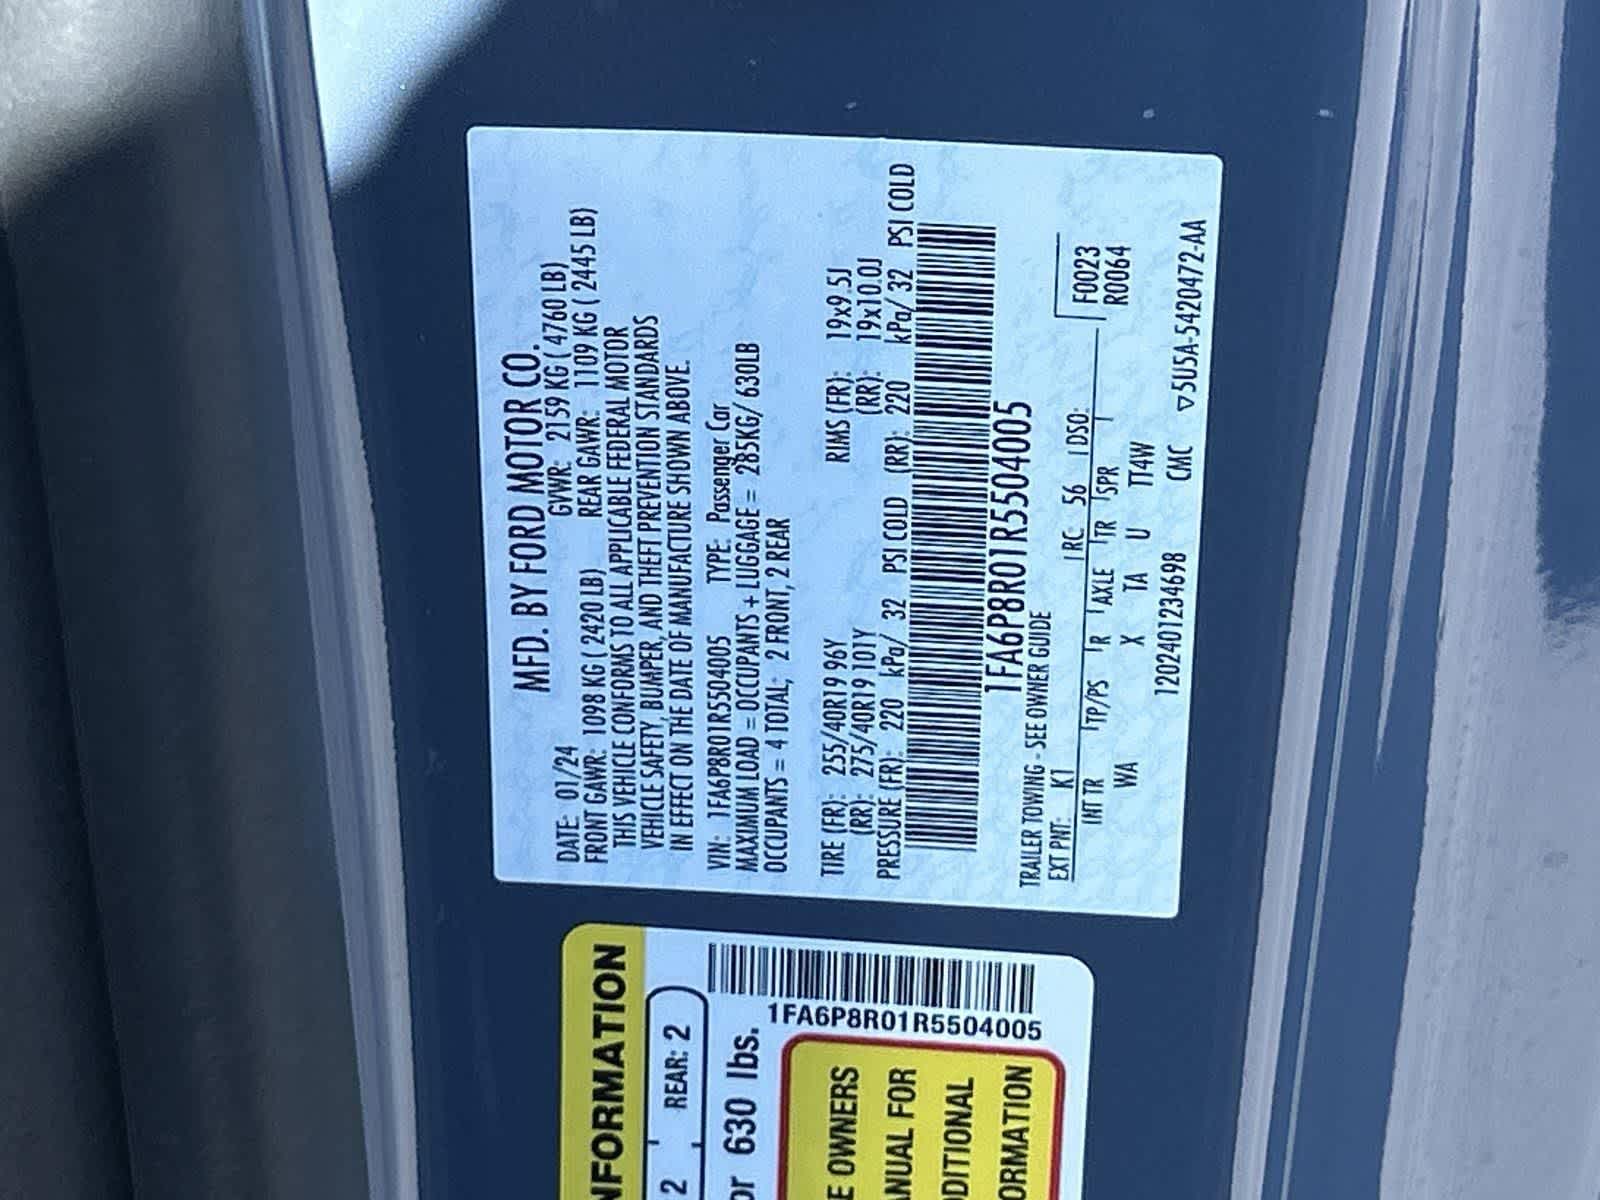 MFD. BY FORD MOTOR CO.
DATE: 01/24 GVWR: 2159 KG ( 4760 LB)
FRONT GAWR: 1098 KG ( 2420 LB) REAR GAWR: 1109 KG ( 2445 LB)
THIS VEHICLE CONFORMS TO ALL APPLICABLE FEDERAL MOTOR
VEHICLE SAFETY, BUMPER, AND THEFT PREVENTION STANDARDS
IN EFFECT ON THE DATE OF MANUFACTURE SHOWN ABOVE.
VIN: 1FA6P8R01R5504005 TYPE: Passenger Car
MAXIMUM LOAD = OCCUPANTS + LUGGAGE = 285KG/ 630LB
OCCUPANTS = 4 TOTAL; 2 FRONT, 2 REAR
TIRE (FR): 255/40R19 96Y RIMS (FR): 19x9.5J
(RR): 275/40R19 101Y (RR): 19x10.0J
PRESSURE (FR): 220 kPa/ 32 PSI COLD (RR): 220 kPa/ 32 PSI COLD
1FA6P8R01R5504005
TRAILER TOWING - SEE OWNER GUIDE
EXT PNT: K1 RC: 56 DSO:
F0023
INT TR TP/PS R AXLE TR SPR
R0064
WA X TA U TT4W
1202401234698 CMC ▽5U5A-5420472-AA
NFORMATION
2 REAR: 2
or 630 lbs.
1FA6P8R01R5504005
E OWNERS
ANUAL FOR
DDITIONAL
ORMATION